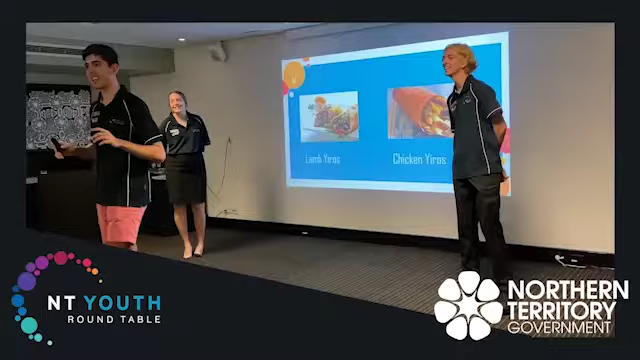 Lamb Yiros
Chicken Yiros
NT YOUTH
ROUND TABLE
NORTHERN
TERRITORY
GOVERNMENT